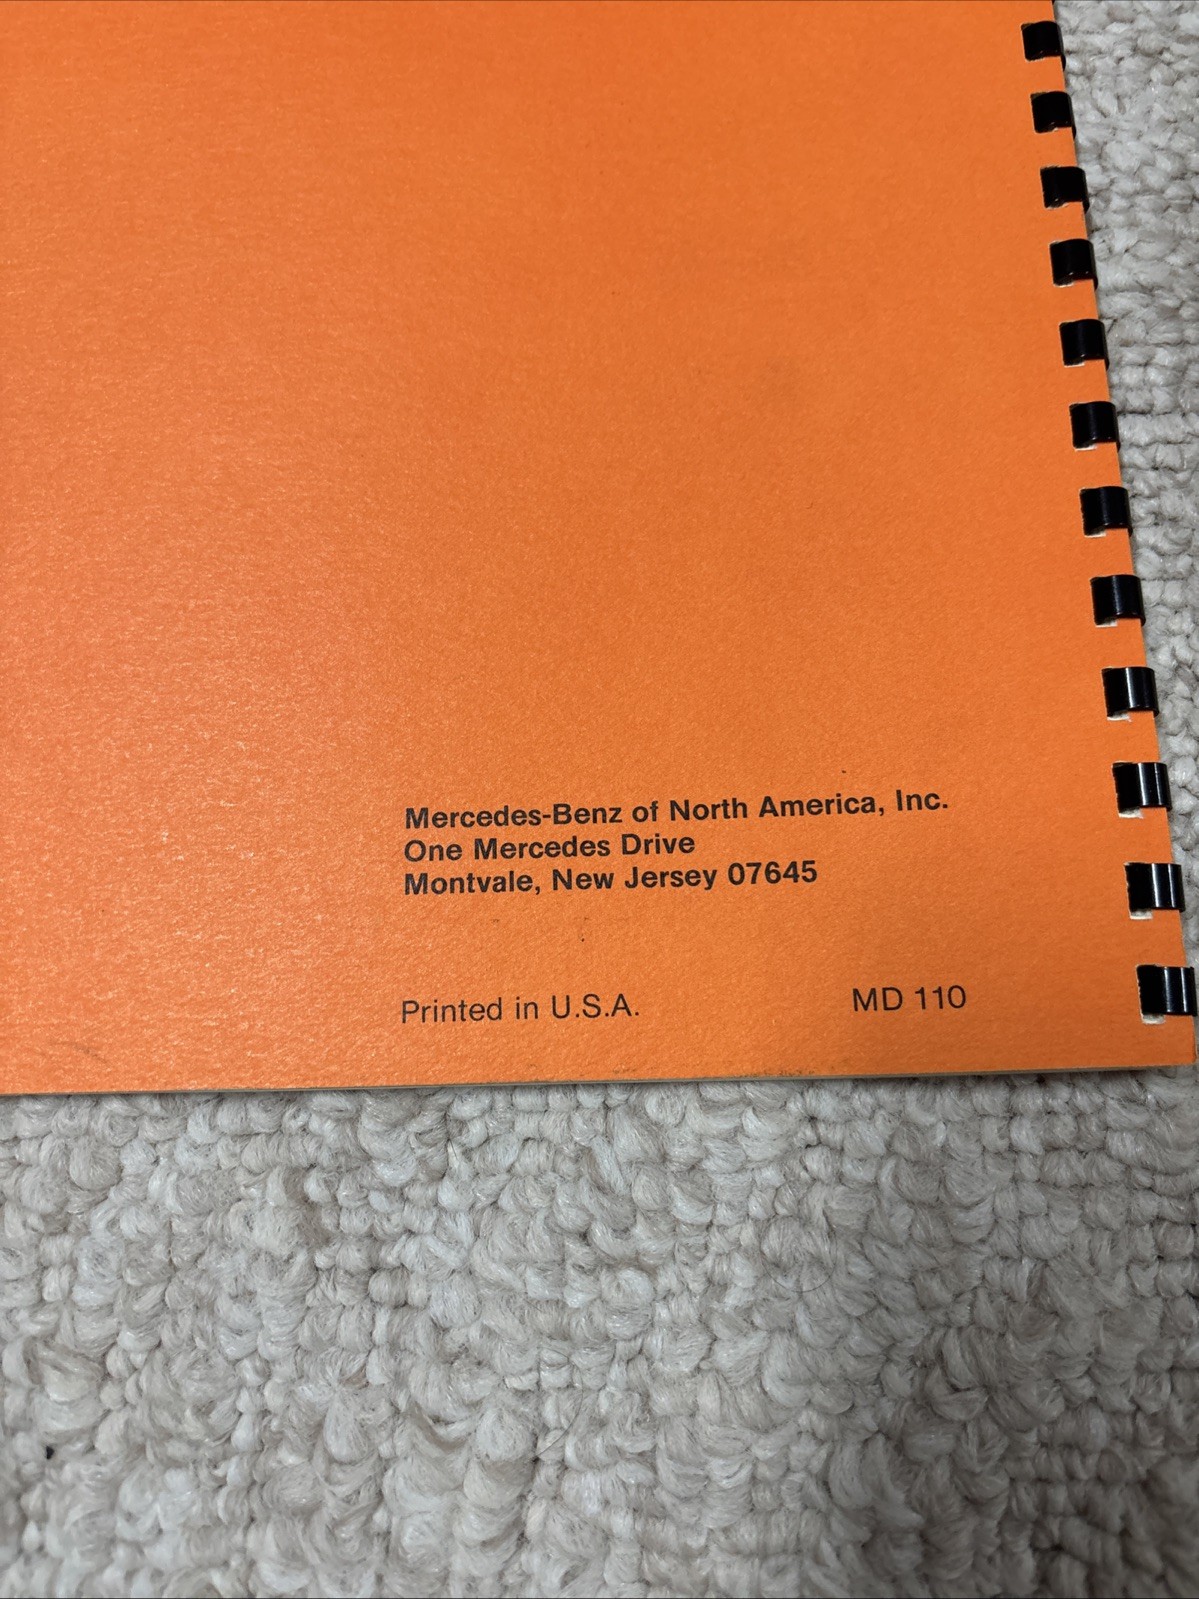 Mercedes-Benz of North America, Inc.
One Mercedes Drive
Montvale, New Jersey 07645
Printed in U.S.A. MD 110